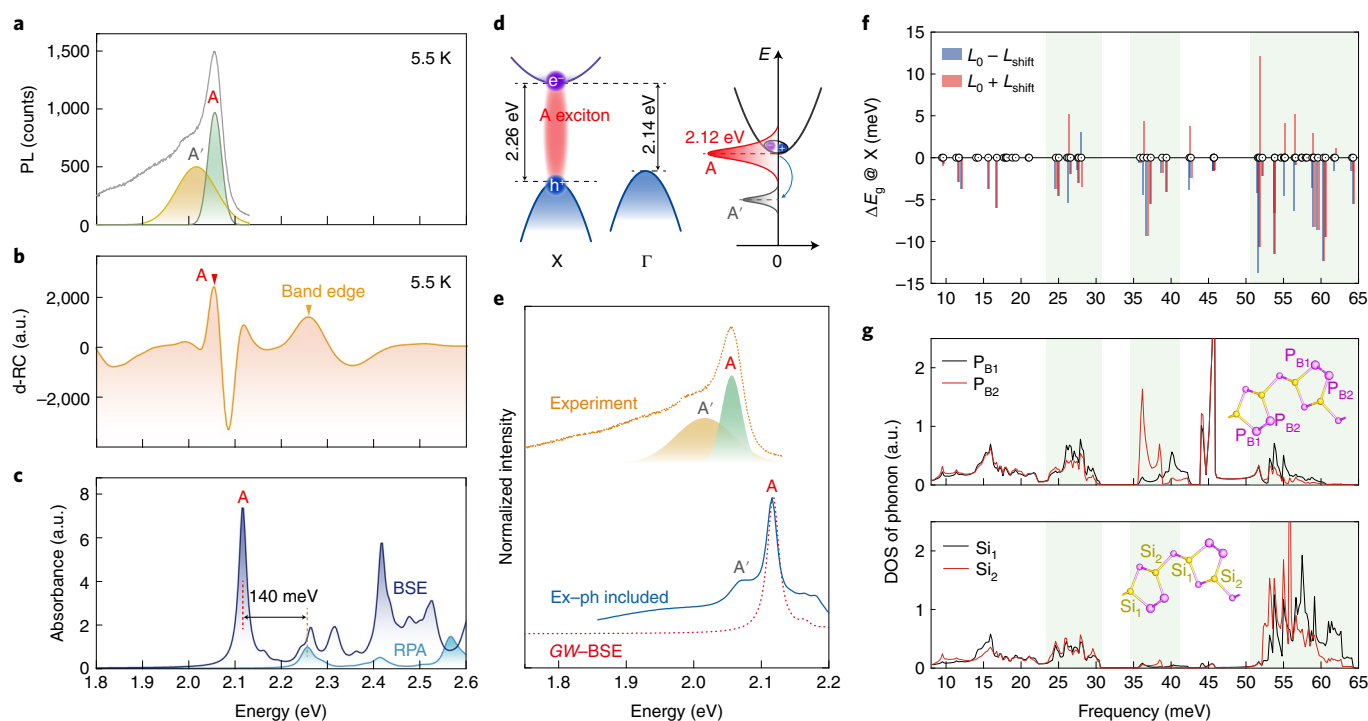 a
PL (counts)
1,500
1,000
500
0
5.5 K
A
A′
b
d-RC (a.u.)
2,000
0
−2,000
A
5.5 K
Band edge
c
Absorbance (a.u.)
8
6
4
2
0
A
140 meV
BSE
RPA
1.8 1.9 2.0 2.1 2.2 2.3 2.4 2.5 2.6
Energy (eV)
d
e−
A exciton
h+
2.26 eV
2.14 eV
X
Γ
E
2.12 eV
− +
A
A′
0
e
Normalized intensity
Experiment
A′
A
A
A′
Ex–ph included
GW–BSE
1.8 2.0 2.2
Energy (eV)
f
ΔEg @ X (meV)
15
10
5
0
−5
−10
−15
L0 − Lshift
L0 + Lshift
10 15 20 25 30 35 40 45 50 55 60 65
g
DOS of phonon (a.u.)
2
1
0
PB1
PB2
PB1
PB2
PB1
PB2
2
1
0
Si1
Si2
Si2
Si1
Si2
Si1
10 15 20 25 30 35 40 45 50 55 60 65
Frequency (meV)